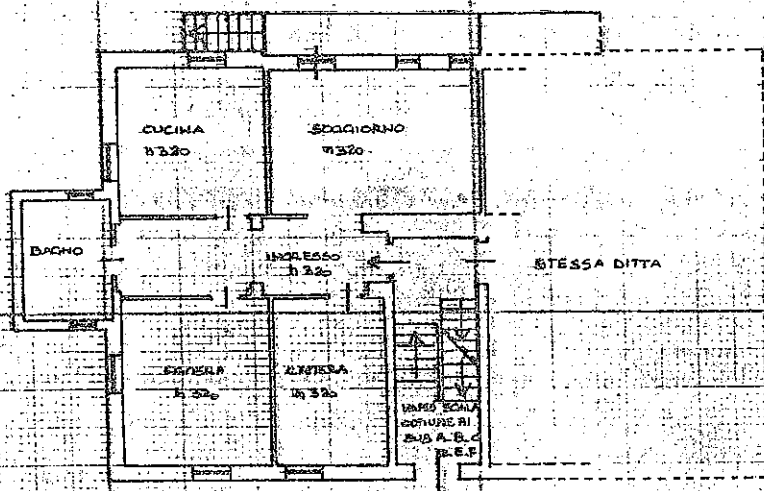 CUCINA
h 3.20
SOGGIORNO
h 3.20
BAGNO
INGRESSO
h 3.20
STESSA DITTA
CAMERA
h 3.20
CAMERA
h 3.20
VANO SCALA
COMUNE AI
SUB A.B.C
D.E.F